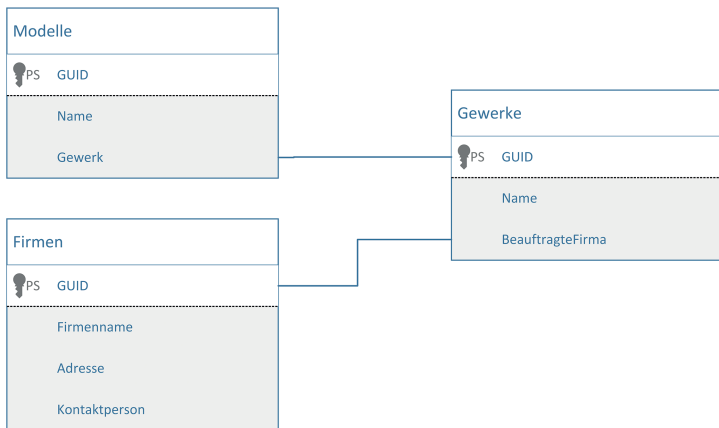 Modelle
PS GUID
Name
Gewerk
Gewerke
PS GUID
Name
BeauftragteFirma
Firmen
PS GUID
Firmenname
Adresse
Kontaktperson